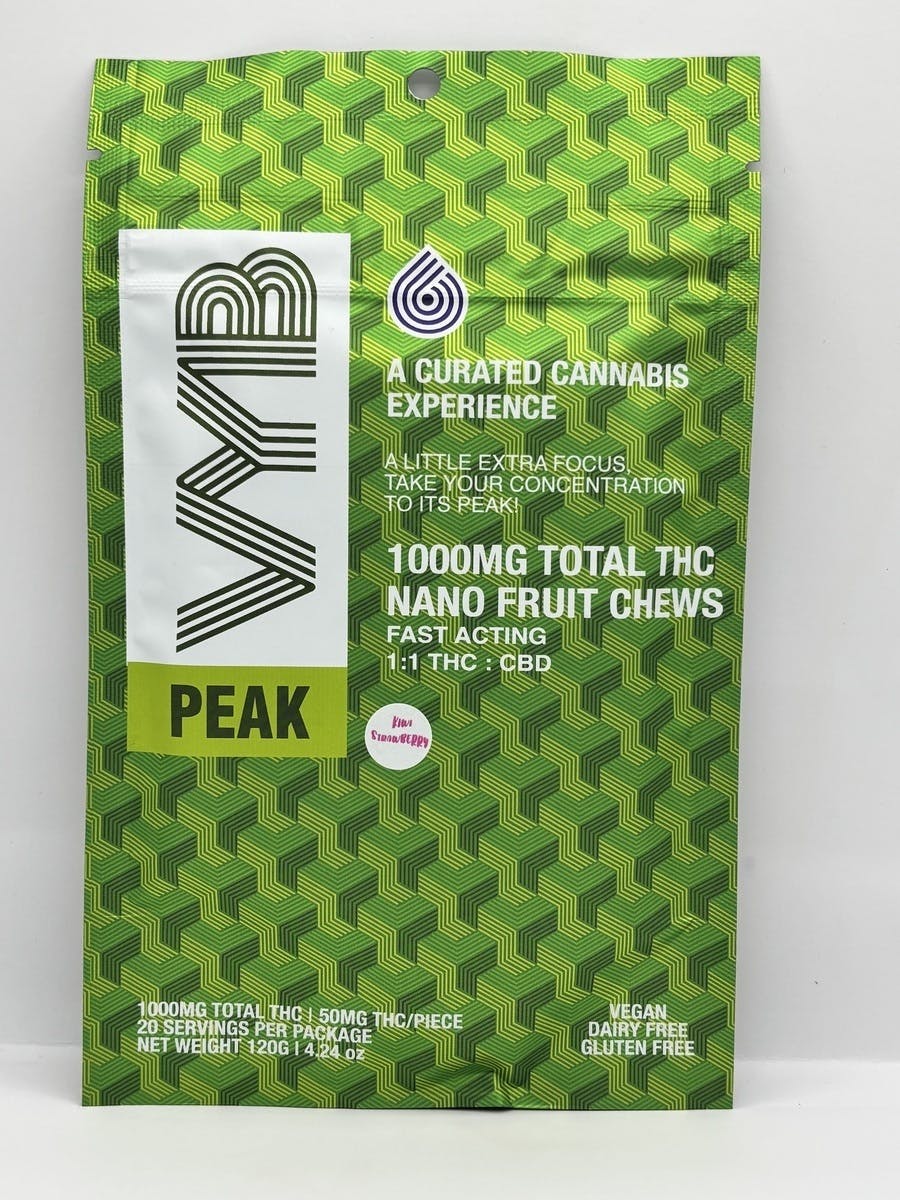 VYB
PEAK
A CURATED CANNABIS
EXPERIENCE
A LITTLE EXTRA FOCUS.
TAKE YOUR CONCENTRATION
TO ITS PEAK!
1000MG TOTAL THC
NANO FRUIT CHEWS
FAST ACTING
1:1 THC : CBD
KIWI
STRAWBERRY
1000MG TOTAL THC | 50MG THC/PIECE
20 SERVINGS PER PACKAGE
NET WEIGHT 120G | 4.24 oz
VEGAN
DAIRY FREE
GLUTEN FREE